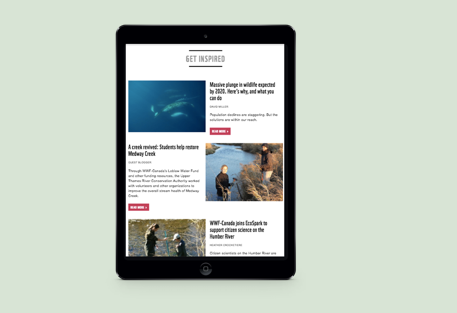 GET INSPIRED
Massive plunge in wildlife expected
by 2020. Here's why, and what you
can do
Population declines are staggering. But the
solutions are within our reach.
READ MORE >
A creek revived: Students help restore
Medway Creek
GUEST BLOGGER
Through WWF-Canada's Loblaw Water Fund
and other funding resources, the Upper
Thames River Conservation Authority worked
with volunteers and other organizations to
improve the overall stream health of Medway
Creek.
READ MORE >
WWF-Canada joins EcoSpark to
support citizen science on the
Humber River
Citizen scientists on the Humber River are